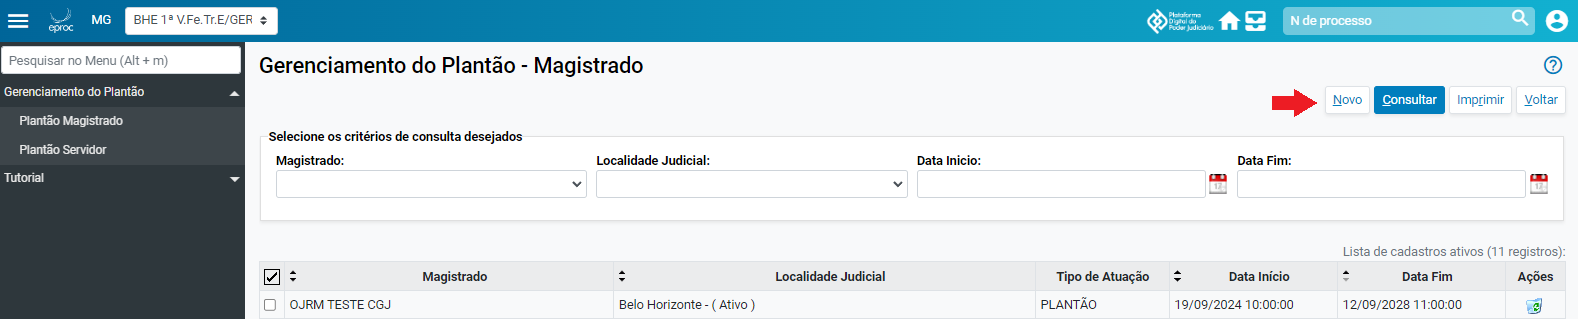 eproc
MG
BHE 1ª V.Fe.Tr.E/GER
Plataforma
Digital do
Poder Judiciário
N de processo
Pesquisar no Menu (Alt + m)
Gerenciamento do Plantão
Plantão Magistrado
Plantão Servidor
Tutorial
Gerenciamento do Plantão - Magistrado
Novo
Consultar
Imprimir
Voltar
Selecione os critérios de consulta desejados
Magistrado:
Localidade Judicial:
Data Inicio:
Data Fim:
Lista de cadastros ativos (11 registros):
Magistrado
Localidade Judicial
Tipo de Atuação
Data Início
Data Fim
Ações
OJRM TESTE CGJ
Belo Horizonte - ( Ativo )
PLANTÃO
19/09/2024 10:00:00
12/09/2028 11:00:00